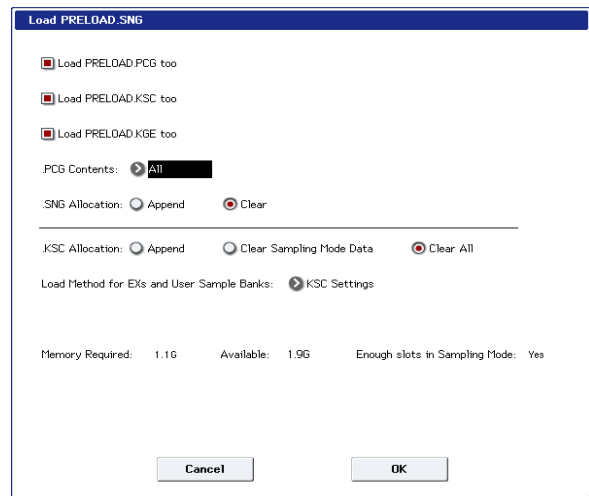 Load PRELOAD.SNG
Load PRELOAD.PCG too
Load PRELOAD.KSC too
Load PRELOAD.KGE too
.PCG Contents: All
.SNG Allocation: Append Clear
.KSC Allocation: Append Clear Sampling Mode Data Clear All
Load Method for EXs and User Sample Banks: KSC Settings
Memory Required: 1.1G Available: 1.9G Enough slots in Sampling Mode: Yes
Cancel OK